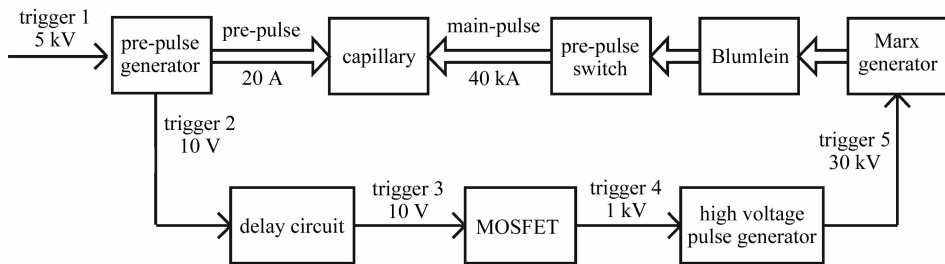 trigger 1
5 kV
pre-pulse
generator
pre-pulse
20 A
capillary
main-pulse
40 kA
pre-pulse
switch
Blumlein
Marx
generator
trigger 2
10 V
delay circuit
trigger 3
10 V
MOSFET
trigger 4
1 kV
high voltage
pulse generator
trigger 5
30 kV